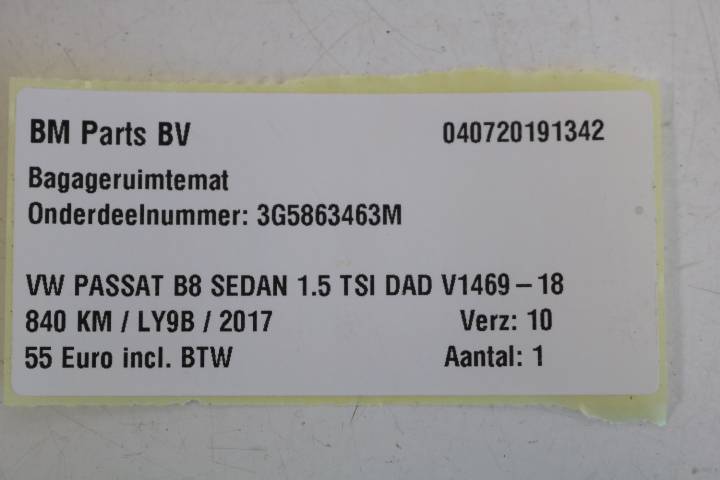 BM Parts BV 040720191342
Bagageruimtemat
Onderdeelnummer: 3G5863463M
VW PASSAT B8 SEDAN 1.5 TSI DAD V1469 – 18
840 KM / LY9B / 2017 Verz: 10
55 Euro incl. BTW Aantal: 1